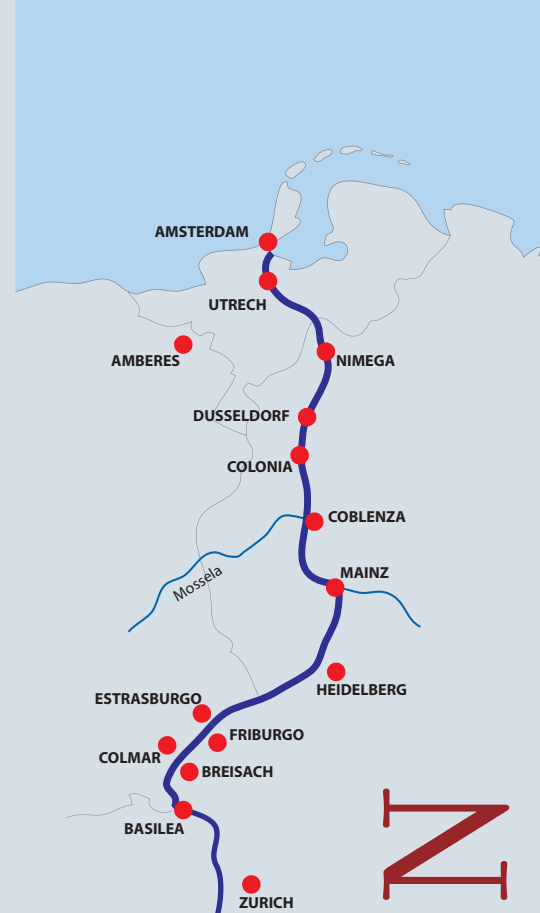 AMSTERDAM
UTRECH
AMBERES
NIMEGA
DUSSELDORF
COLONIA
COBLENZA
MAINZ
Mossela
HEIDELBERG
ESTRASBURGO
FRIBURGO
COLMAR
BREISACH
BASILEA
ZURICH
N